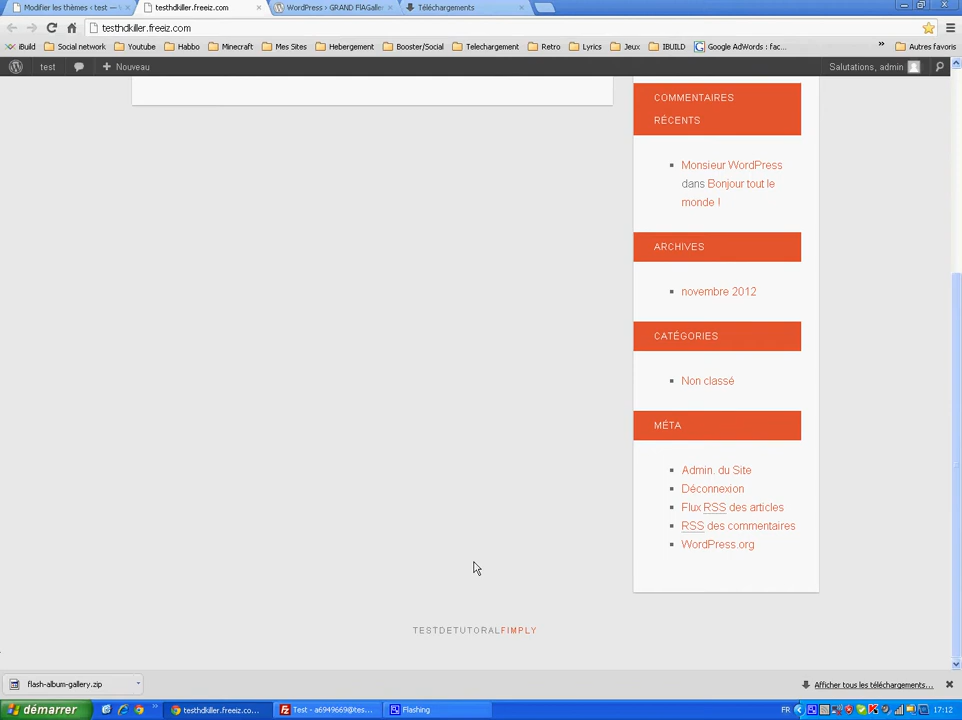 Modifier les thèmes ‹ test —
testhdkiller.freeiz.com
WordPress › GRAND FlAGaller
Téléchargements
testhdkiller.freeiz.com
iBuild
Social network
Youtube
Habbo
Minecraft
Mes Sites
Hebergement
Booster/Social
Telechargement
Retro
Lyrics
Jeux
IBUILD
Google AdWords : fac...
»
Autres favoris
test
Nouveau
Salutations, admin
COMMENTAIRES
RÉCENTS
Monsieur WordPress
dans Bonjour tout le
monde !
ARCHIVES
novembre 2012
CATÉGORIES
Non classé
MÉTA
Admin. du Site
Déconnexion
Flux RSS des articles
RSS des commentaires
WordPress.org
TESTDETUTORALFIMPLY
flash-album-gallery.zip
Afficher tous les téléchargements...
démarrer
»
testhdkiller.freeiz.co...
Test - a6949669@tes...
Flashing
FR
17:12